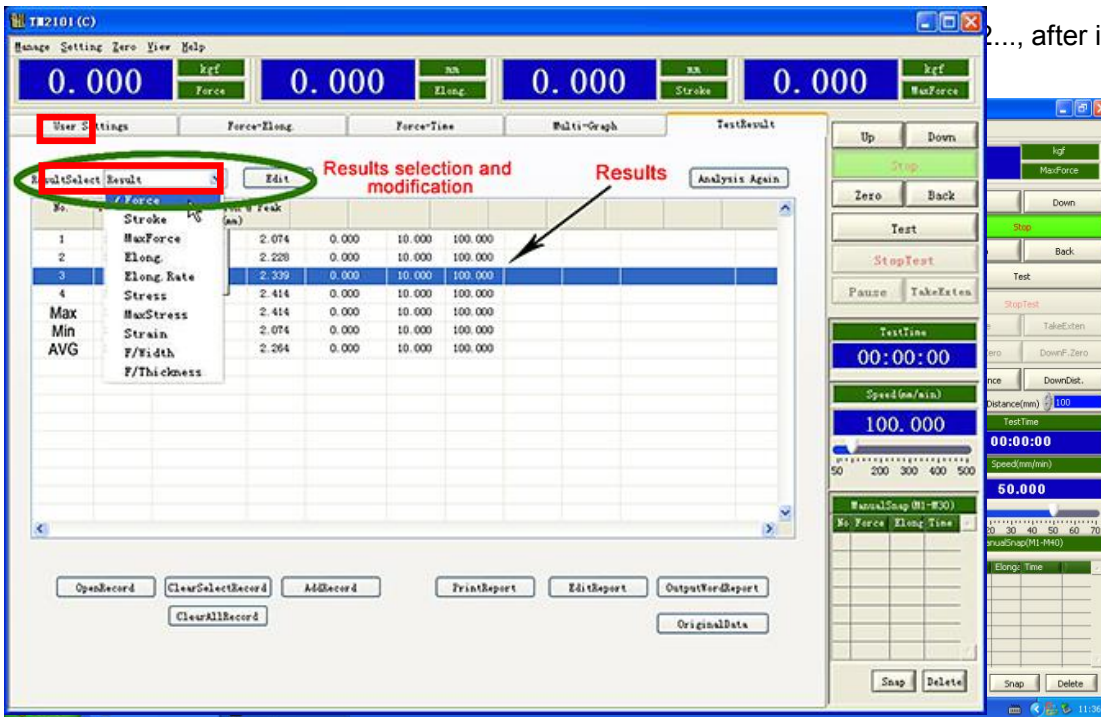 TM2101(C)
Manage Setting Zero View Help
2..., after i
0.000 kgf Force 0.000 mm Elong. 0.000 mm Stroke 0.000 kgf MaxForce
User Settings Force-Elong. Force-Time Multi-Graph TestResult
ResultSelect Result Edit Results selection and modification Results Analysis Again
No. Peak
(mm)
√Force
Stroke
MaxForce
Elong.
Elong.Rate
Stress
MaxStress
Strain
F/Width
F/Thickness
1 2.074 0.000 10.000 100.000
2 2.228 0.000 10.000 100.000
3 2.339 0.000 10.000 100.000
4 2.414 0.000 10.000 100.000
Max 2.414 0.000 10.000 100.000
Min 2.074 0.000 10.000 100.000
AVG 2.264 0.000 10.000 100.000
OpenRecord ClearSelectRecord AddRecord PrintReport EditReport OutputWordReport
ClearAllRecord OriginalData
Up Down
Stop
Zero Back
Test
StopTest
Pause TakeExten
TestTime
00:00:00
Speed(mm/min)
100.000
50 200 300 400 500
ManualSnap(M1-M30)
No Force Elong Time
Snap Delete
kgf
MaxForce
Down
Stop
Back
Test
StopTest
TakeExten
DownF.Zero
DownDist.
Distance(mm) 100
TestTime
00:00:00
Speed(mm/min)
50.000
20 30 40 50 60 70
anualSnap(M1-M40)
Elong: Time
Snap Delete
11:36